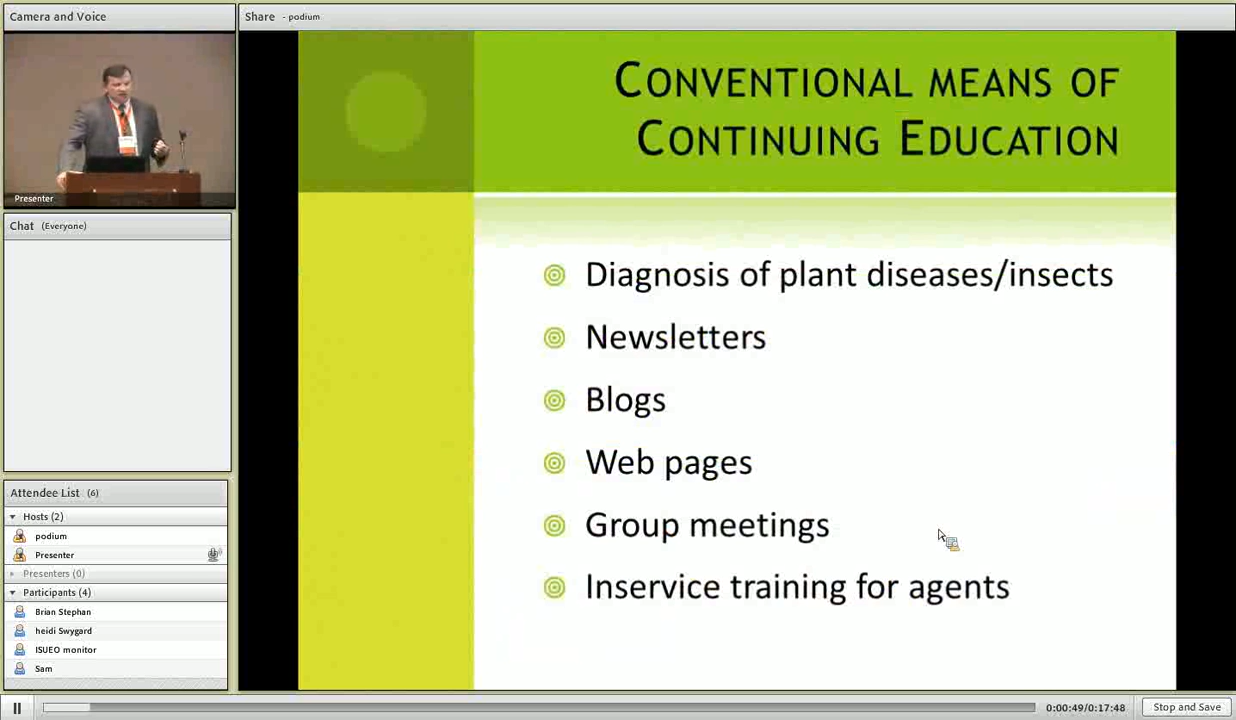 Camera and Voice
Share - podium
Presenter
CONVENTIONAL MEANS OF
CONTINUING EDUCATION
Diagnosis of plant diseases/insects
Newsletters
Blogs
Web pages
Group meetings
Inservice training for agents
Chat (Everyone)
Attendee List (6)
Hosts (2)
podium
Presenter
Presenters (0)
Participants (4)
Brian Stephan
heidi Swygard
ISUEO monitor
Sam
0:00:49/0:17:48
Stop and Save